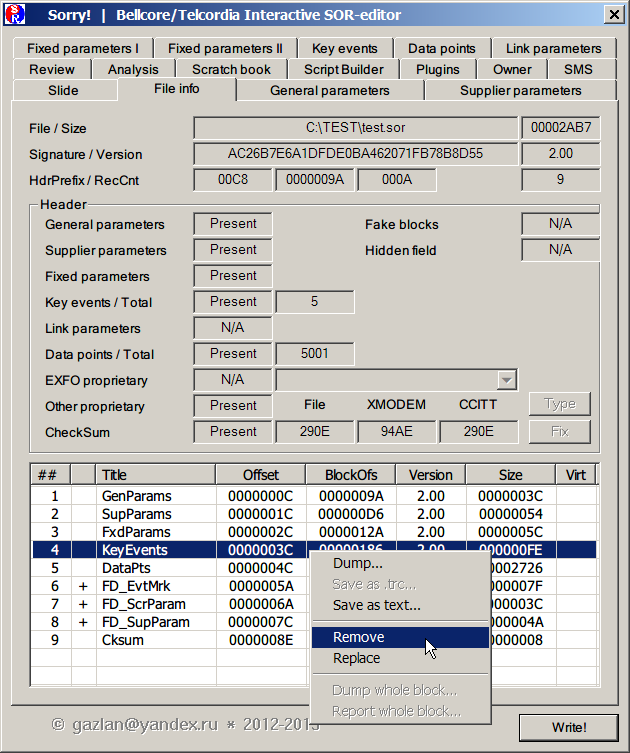 Sorry! | Bellcore/Telcordia Interactive SOR-editor
Fixed parameters I Fixed parameters II Key events Data points Link parameters
Review Analysis Scratch book Script Builder Plugins Owner SMS
Slide File info General parameters Supplier parameters
File / Size C:\TEST\test.sor 00002AB7
Signature / Version AC26B7E6A1DFDE0BA462071FB78B8D55 2.00
HdrPrefix / RecCnt 00C8 0000009A 000A 9
Header
General parameters Present Fake blocks N/A
Supplier parameters Present Hidden field N/A
Fixed parameters Present
Key events / Total Present 5
Link parameters N/A
Data points / Total Present 5001
EXFO proprietary N/A
Other proprietary Present File XMODEM CCITT Type
CheckSum Present 290E 94AE 290E Fix
## Title Offset BlockOfs Version Size Virt
1 GenParams 0000000C 0000009A 2.00 0000003C
2 SupParams 0000001C 000000D6 2.00 00000054
3 FxdParams 0000002C 0000012A 2.00 0000005C
4 KeyEvents 0000003C 00000186 2.00 000000FE
5 DataPts 0000004C 00002726
6 + FD_EvtMrk 0000005A 0000007F
7 + FD_ScrParam 0000006A 0000003C
8 + FD_SupParam 0000007C 0000004A
9 Cksum 0000008E 00000008
Dump...
Save as .trc...
Save as text...
Remove
Replace
Dump whole block...
Report whole block...
© gazlan@yandex.ru * 2012-2013
Write!